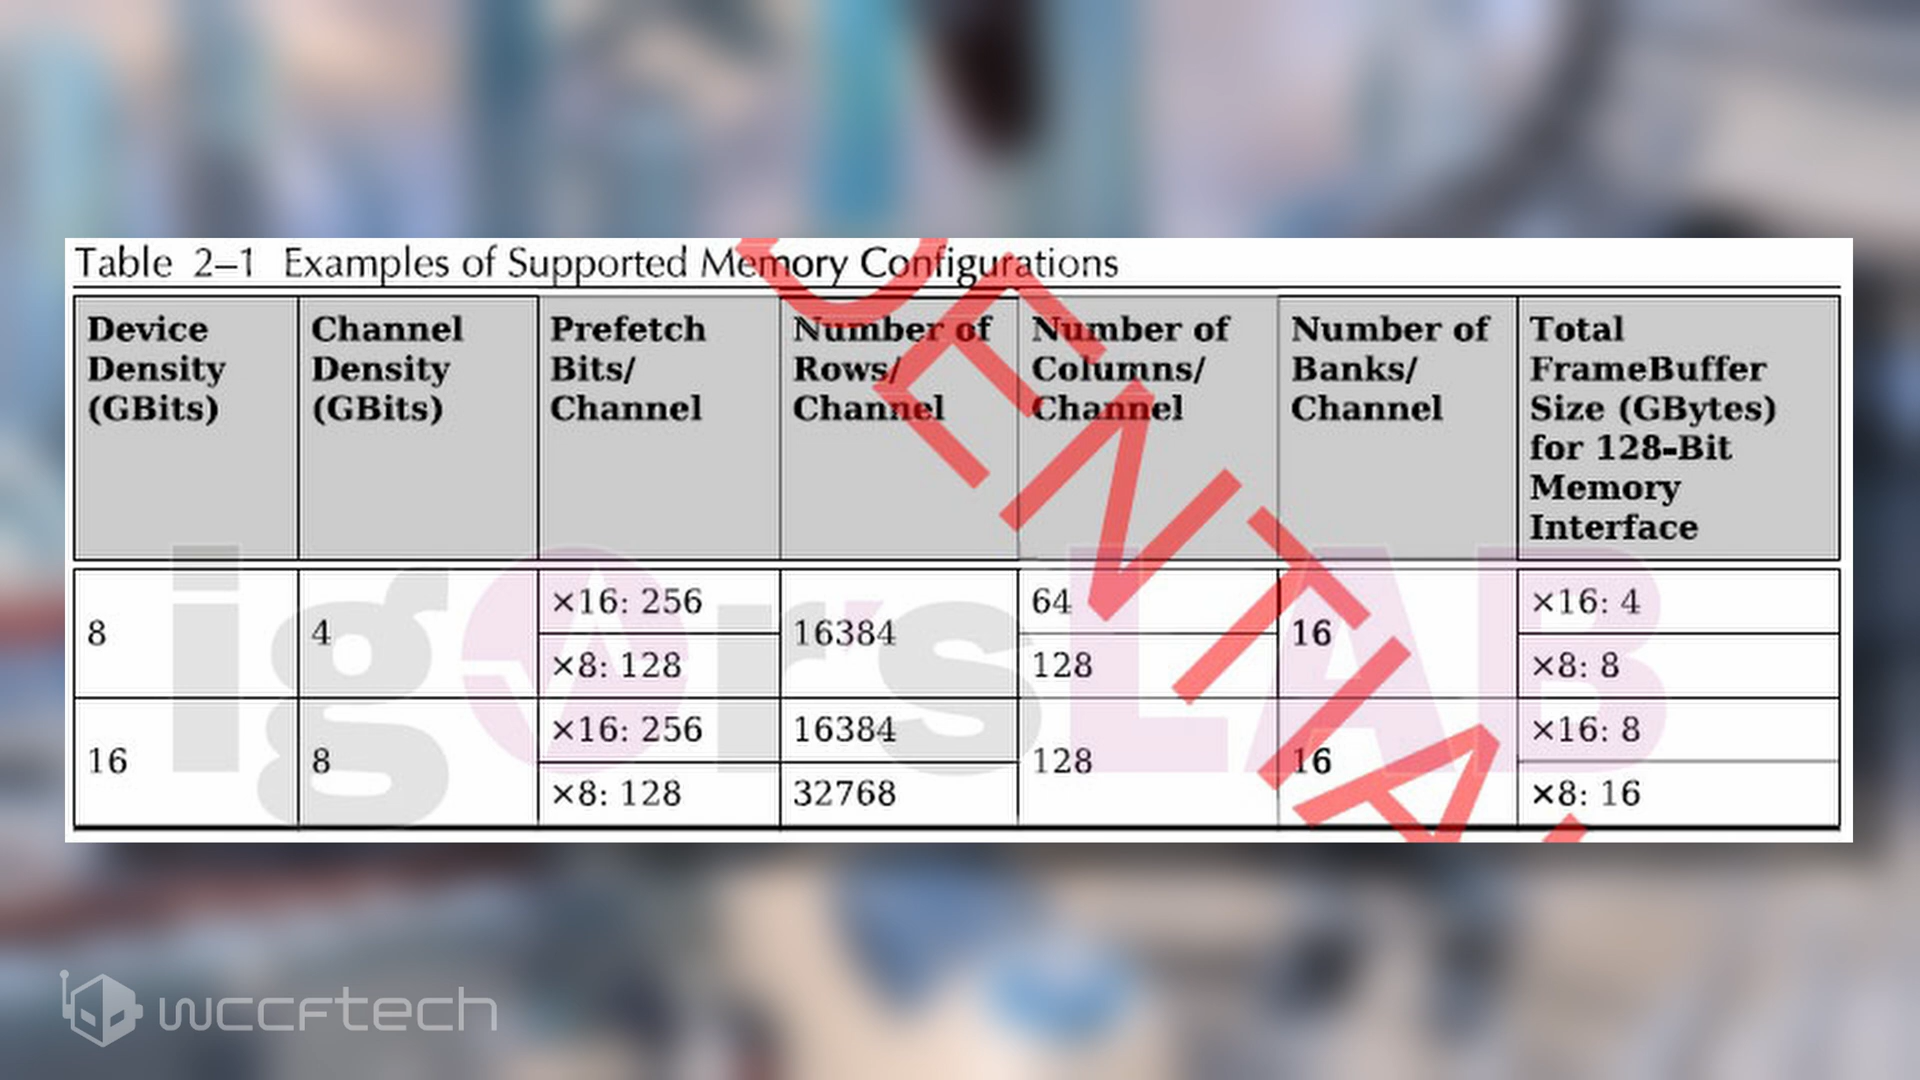 Table 2–1 Examples of Supported Memory Configurations
Device Density (GBits) Channel Density (GBits) Prefetch Bits/ Channel Number of Rows/ Channel Number of Columns/ Channel Number of Banks/ Channel Total FrameBuffer Size (GBytes) for 128-Bit Memory Interface
8 4 ×16: 256 16384 64 16 ×16: 4
×8: 128 128 ×8: 8
16 8 ×16: 256 16384 128 16 ×16: 8
×8: 128 32768 ×8: 16
DENTIA
igor'sLAB
wccftech